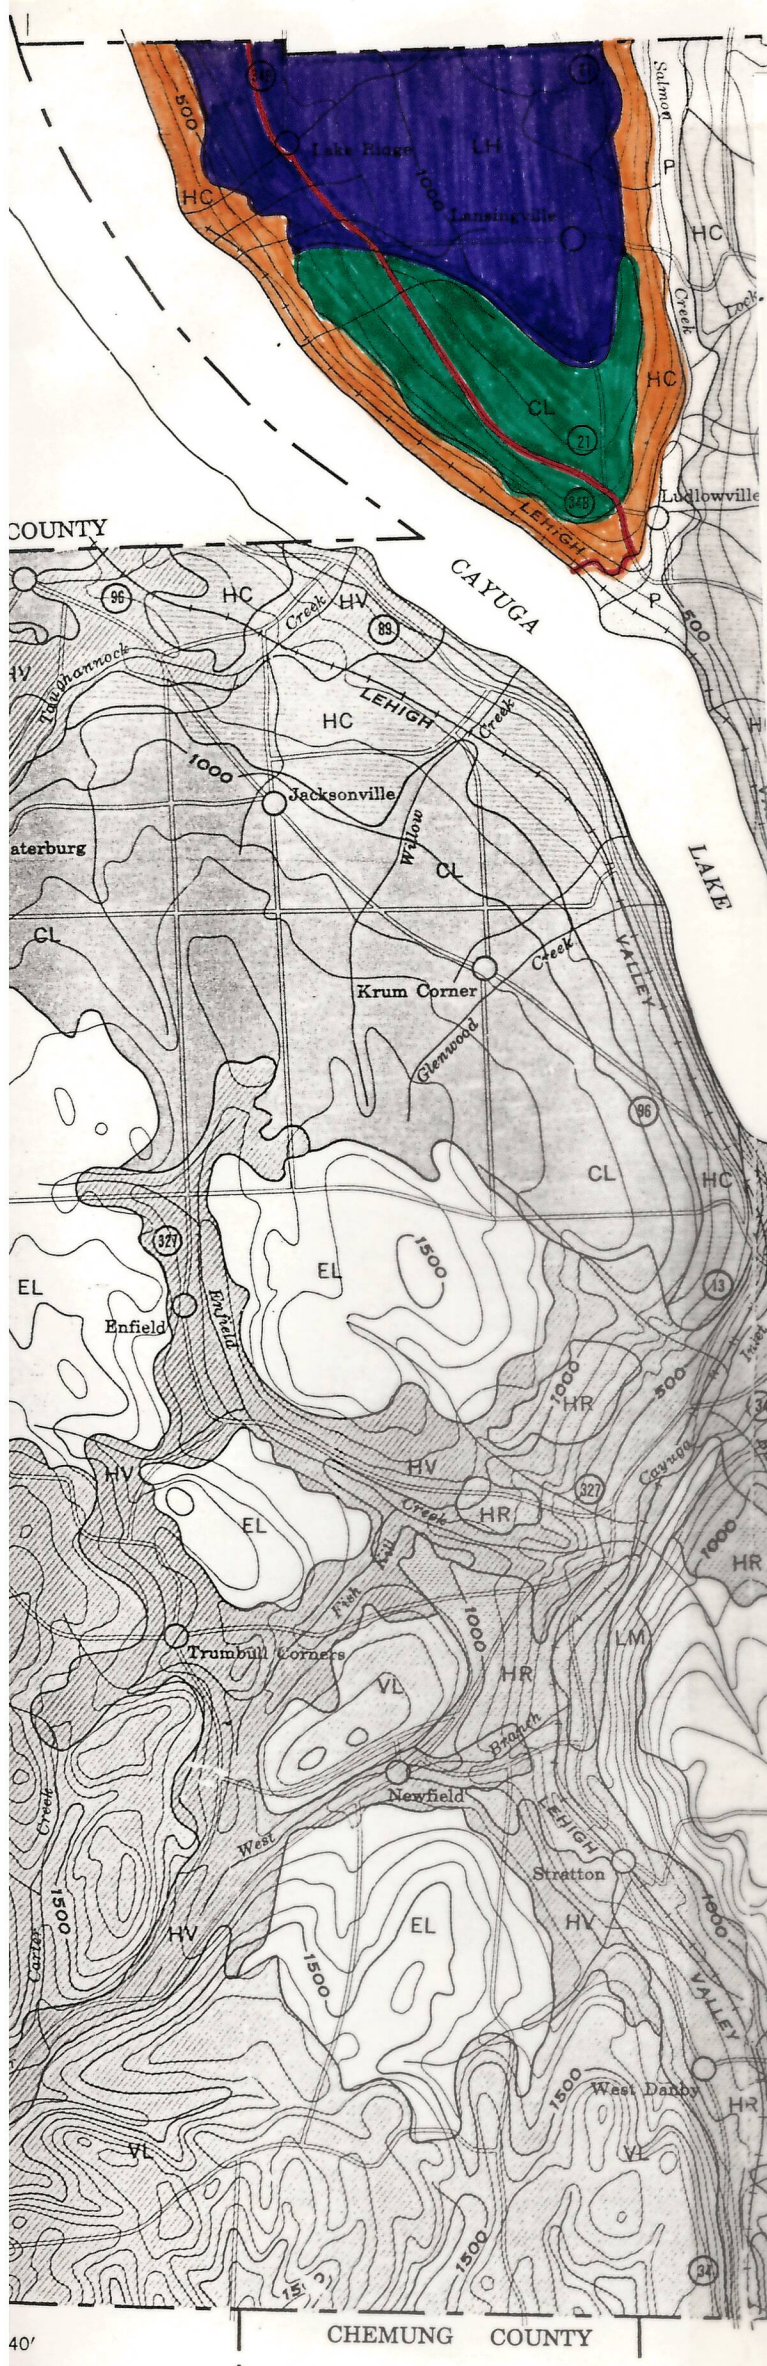 Salmon
34B
500
Lake Ridge
LH
1000
P
HC
Lansingville
HC
Creek
Lock
HC
CL
21
34B
Ludlowville
LEHIGH
COUNTY
CAYUGA
96
HC
HV
Creek
89
P
500
HV
Taughannock
LEHIGH
Creek
HC
1000
Jacksonville
Willow
aterburg
CL
LAKE
CL
VALLEY
Creek
Krum Corner
Glenwood
96
CL
HC
327
EL
1500
EL
13
Enfield
Enfield
Inlet
1000
500
HR
34
HV
HV
Cayuga
327
Creek
HR
EL
1000
HR
Kill
Fish
1000
LM
Trumbull Corners
HR
VL
Branch
Newfield
Creek
LEHIGH
West
Stratton
1500
HV
EL
HV
1000
Carter
1500
VALLEY
1500
West Danby
HR
VL
VL
1500
34
40′
CHEMUNG COUNTY